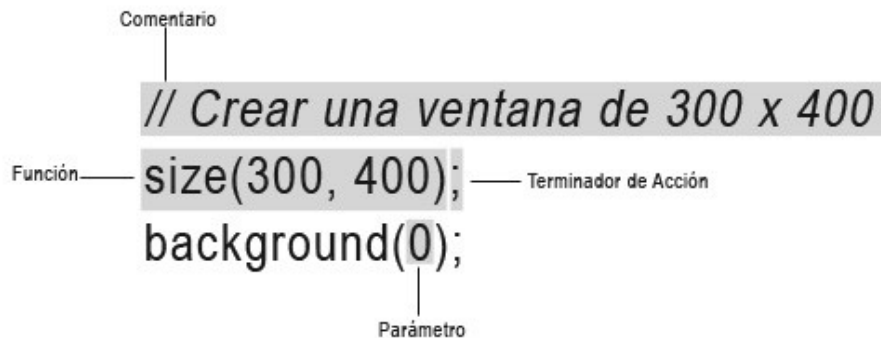 Comentario
// Crear una ventana de 300 x 400
Función size(300, 400); Terminador de Acción
background(0);
Parámetro